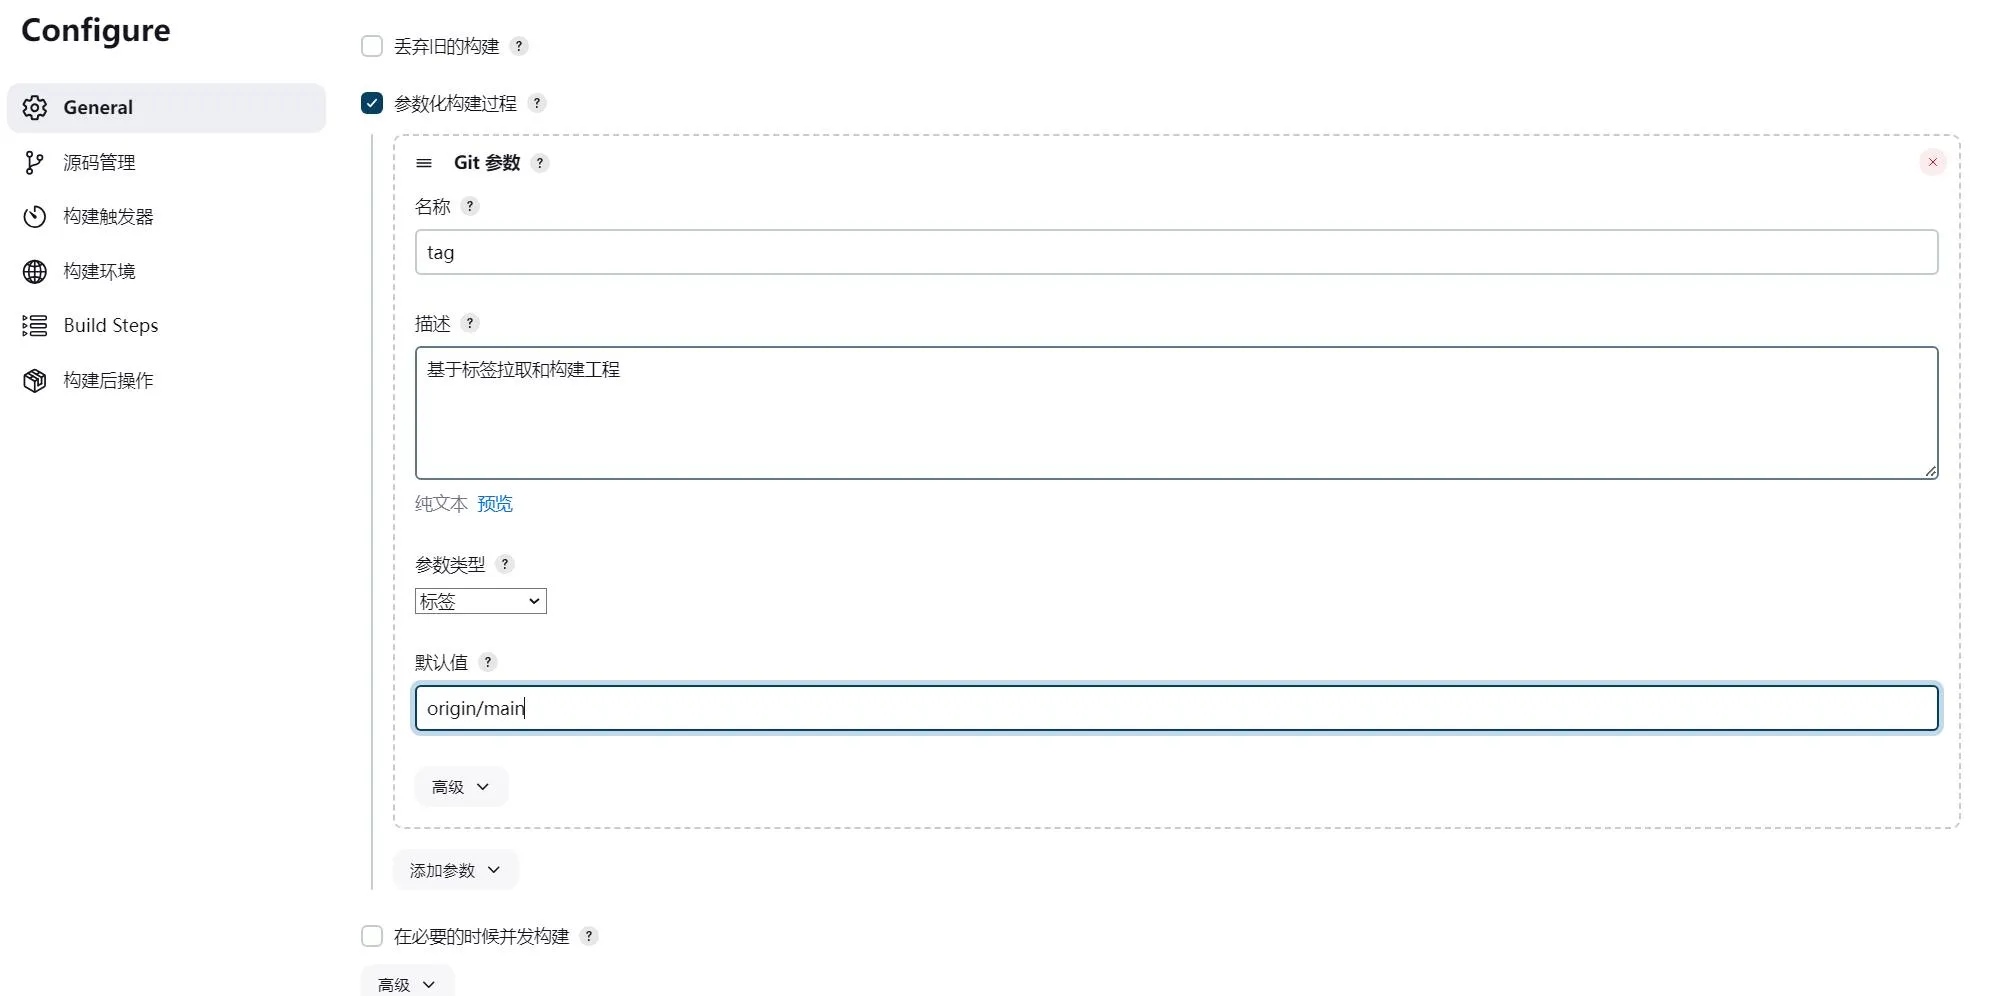 Configure
General
源码管理
构建触发器
构建环境
Build Steps
构建后操作
丢弃旧的构建 ?
参数化构建过程 ?
Git 参数 ?
名称 ?
tag
描述 ?
基于标签拉取和构建工程
纯文本 预览
参数类型 ?
标签
默认值 ?
origin/main
高级
添加参数
在必要的时候并发构建 ?
高级